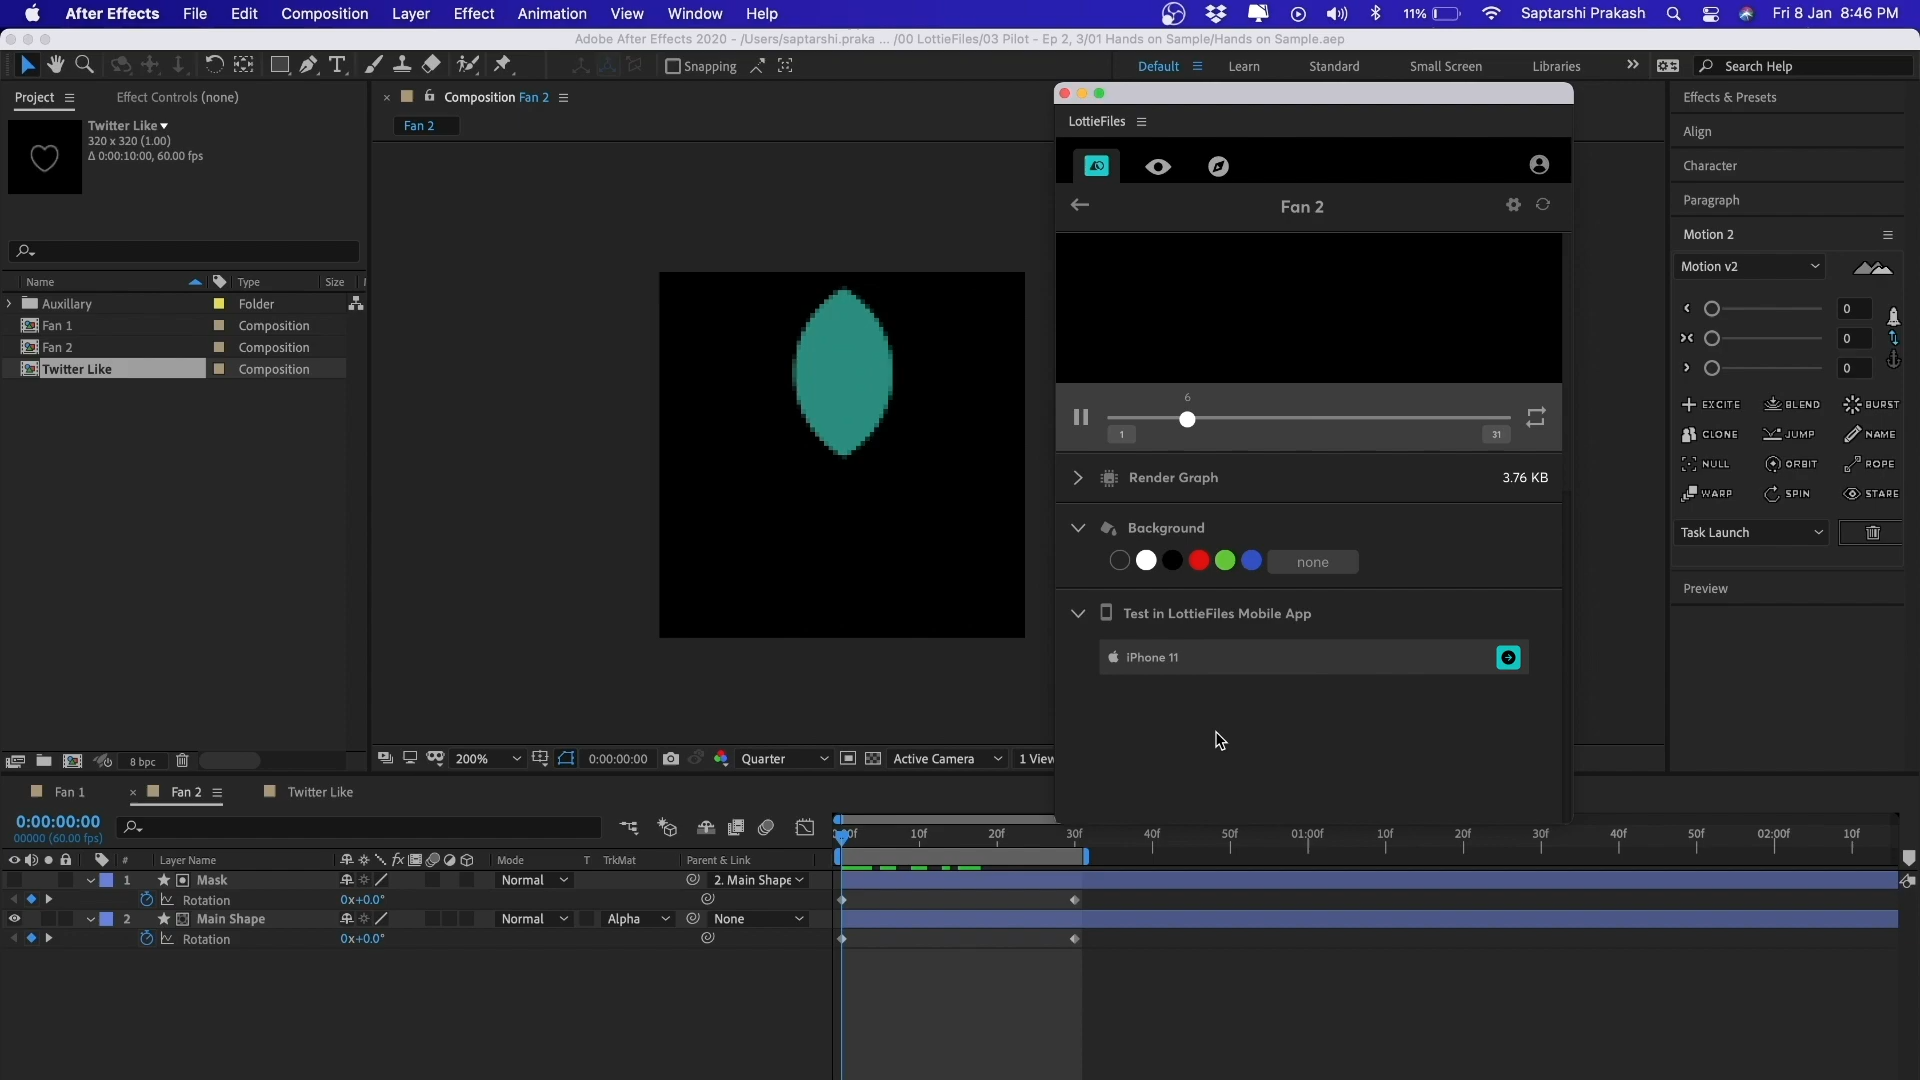 After Effects File Edit Composition Layer Effect Animation View Window Help 11% Saptarshi Prakash Fri 8 Jan 8:46 PM
Adobe After Effects 2020 - /Users/saptarshi.praka ... /00 LottieFiles/03 Pilot - Ep 2, 3/01 Hands on Sample/Hands on Sample.aep
Snapping Default Learn Standard Small Screen Libraries Search Help
Project Effect Controls (none)
Twitter Like
320 x 320 (1.00)
Δ 0:00:10:00, 60.00 fps
Name Type Size
Auxillary Folder
Fan 1 Composition
Fan 2 Composition
Twitter Like Composition
8 bpc
Composition Fan 2
Fan 2
200% 0:00:00:00 Quarter Active Camera 1 View
LottieFiles
Fan 2
6
1 31
Render Graph 3.76 KB
Background
none
Test in LottieFiles Mobile App
iPhone 11
Effects & Presets
Align
Character
Paragraph
Motion 2
Motion v2
0
0
0
EXCITE BLEND BURST
CLONE JUMP NAME
NULL ORBIT ROPE
WARP SPIN STARE
Task Launch
Preview
Fan 1 Fan 2 Twitter Like
0:00:00:00
00000 (60.00 fps)
10f 20f 30f 40f 50f 01:00f 10f 20f 30f 40f 50f 02:00f 10f
# Layer Name fx Mode T TrkMat Parent & Link
1 Mask Normal 2. Main Shape
Rotation 0x+0.0°
2 Main Shape Normal Alpha None
Rotation 0x+0.0°